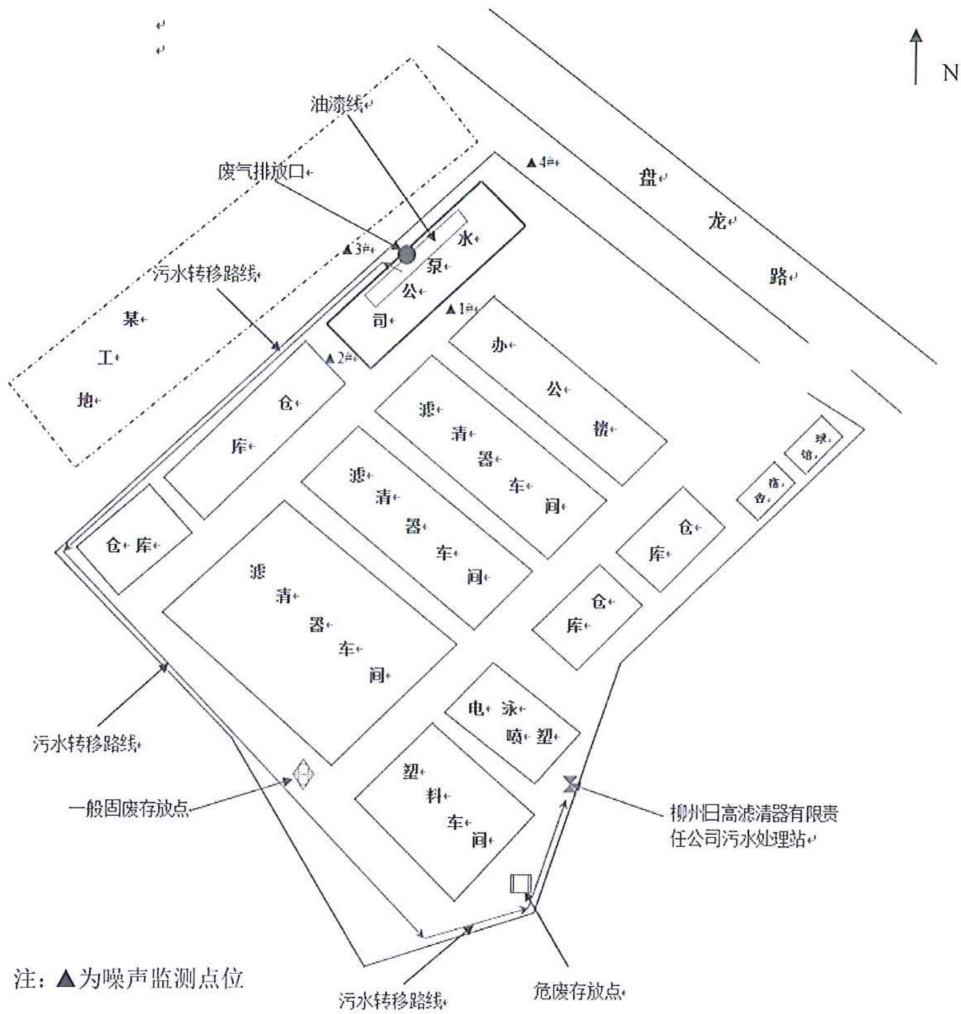 N
油漆线
废气排放口
▲4#
盘龙路
▲3#
水泵公司
污水转移路线
▲1#
某工地
▲2#
办公楼
仓库
滤清器车间
球馆
滤清器车间
宿舍
仓库
仓库
滤清器车间
仓库
电泳
喷塑
污水转移路线
塑料车间
一般固废存放点
柳州日高滤清器有限责
任公司污水处理站
注：▲为噪声监测点位
污水转移路线
危废存放点